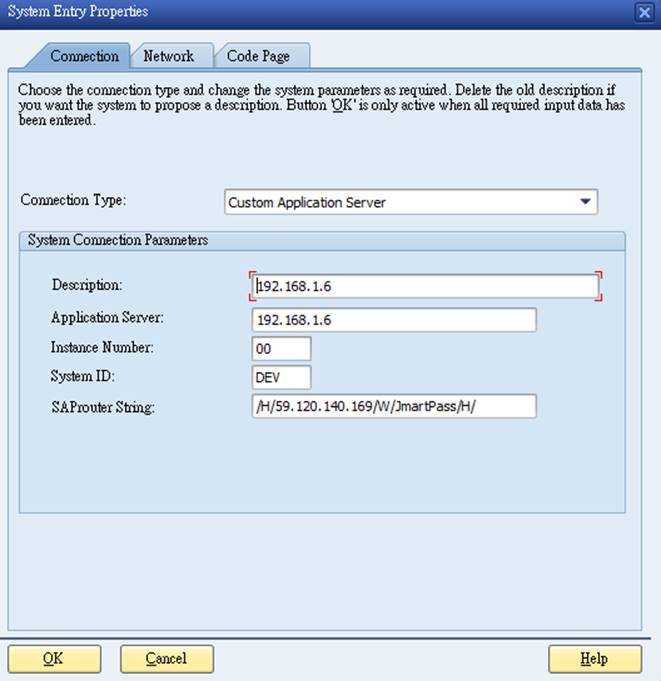 System Entry Properties
Connection Network Code Page
Choose the connection type and change the system parameters as required. Delete the old description if
you want the system to propose a description. Button 'OK' is only active when all required input data has
been entered.
Connection Type: Custom Application Server
System Connection Parameters
Description: 192.168.1.6
Application Server: 192.168.1.6
Instance Number: 00
System ID: DEV
SAProuter String: /H/59.120.140.169/W/JmartPass/H/
OK Cancel Help